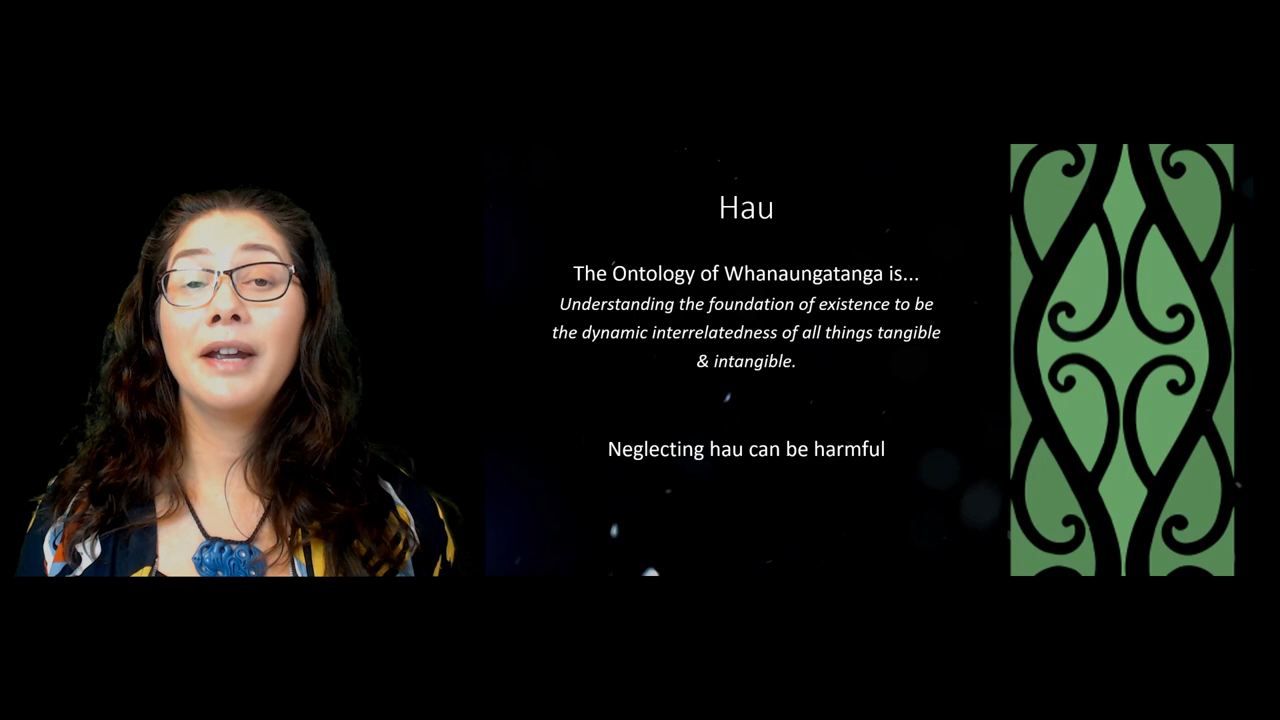 Hau
The Ontology of Whanaungatanga is...
Understanding the foundation of existence to be
the dynamic interrelatedness of all things tangible
& intangible.
Neglecting hau can be harmful